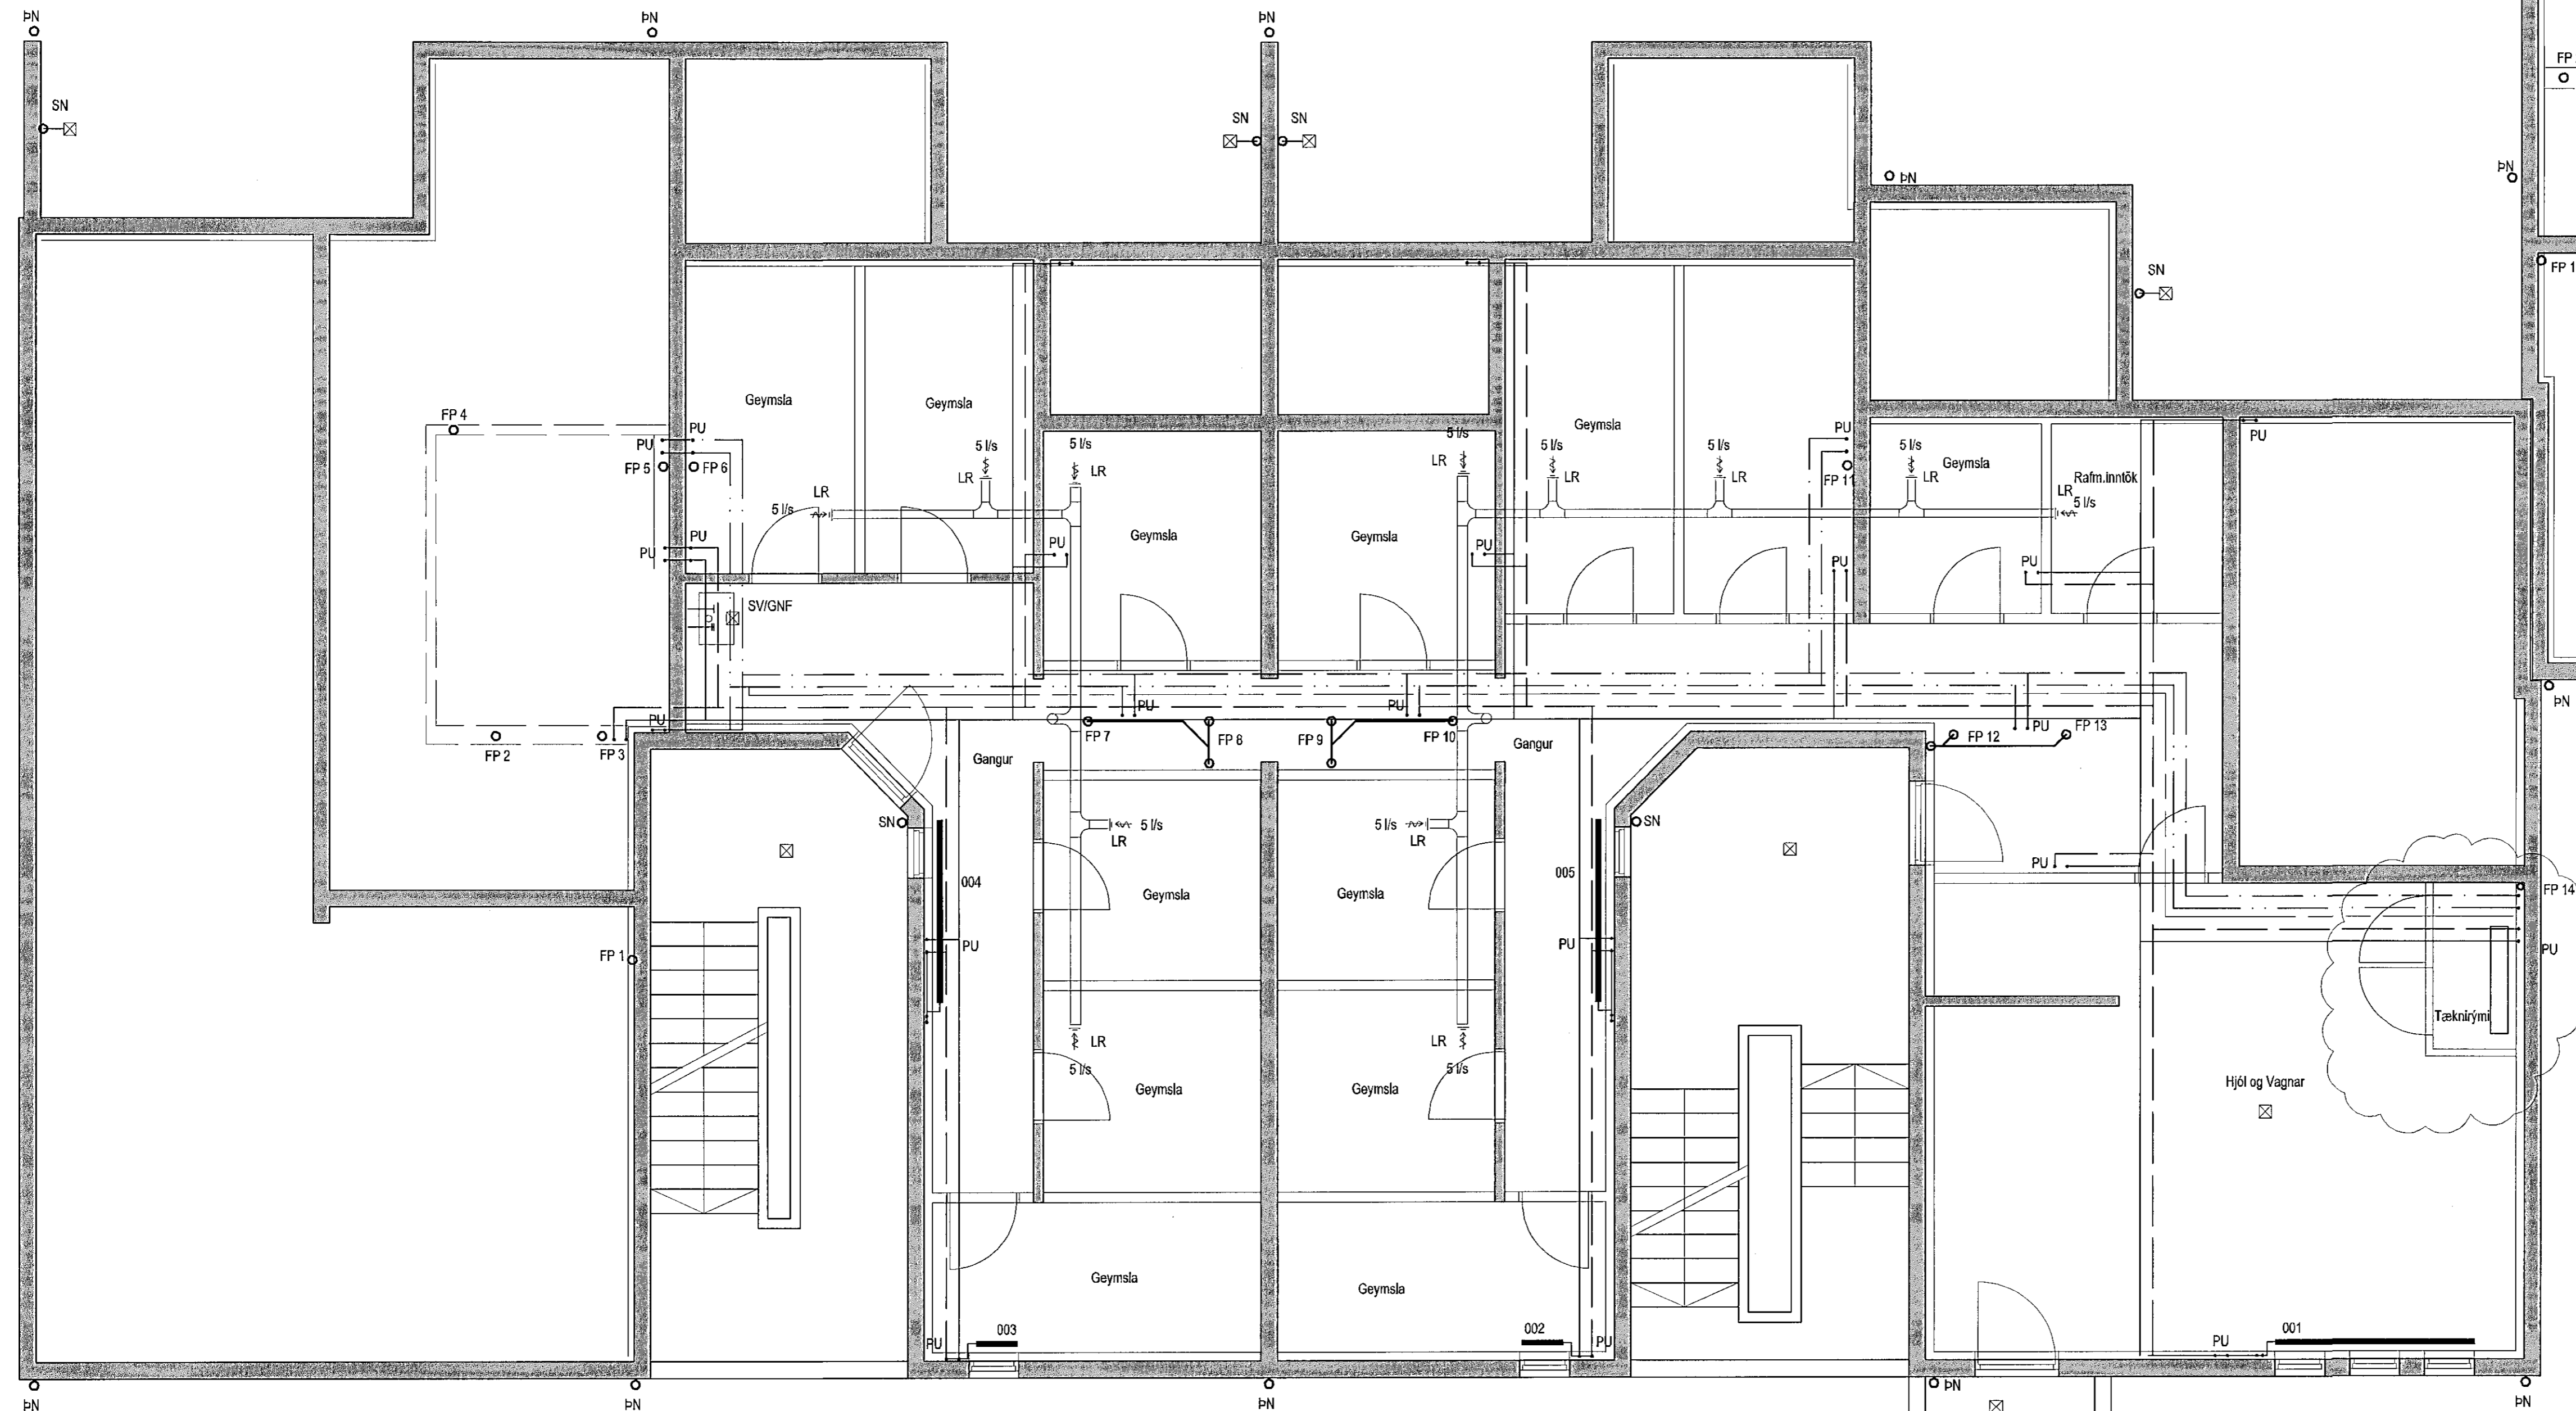 ÞN
ÞN
ÞN
FP
SN
SN
SN
ÞN
ÞN
SN
FP 1
Geymsla
Geymsla
FP 4
PU
PU
FP 5
FP 6
5 l/s
5 l/s
LR
LR
LR
5 l/s
5 l/s
LR
5 l/s
LR
Geymsla
5 l/s
LR
PU
FP 11
5 l/s
LR
Geymsla
Rafm.inntök
LR
5 l/s
PU
PU
PU
Geymsla
PU
Geymsla
PU
PU
SV/GNF
PU
FP 2
FP 3
PU
FP 7
FP 8
FP 9
PU
FP 10
PU
FP 12
FP 13
ÞN
Gangur
Gangur
SN
5 l/s
LR
5 l/s
LR
SN
004
PU
Geymsla
Geymsla
005
PU
PU
FP 14
PU
FP 1
LR
5 l/s
Geymsla
LR
5 l/s
Geymsla
Tæknirými
Hjól og Vagnar
Geymsla
Geymsla
PU
003
002
PU
PU
001
ÞN
ÞN
ÞN
ÞN
ÞN